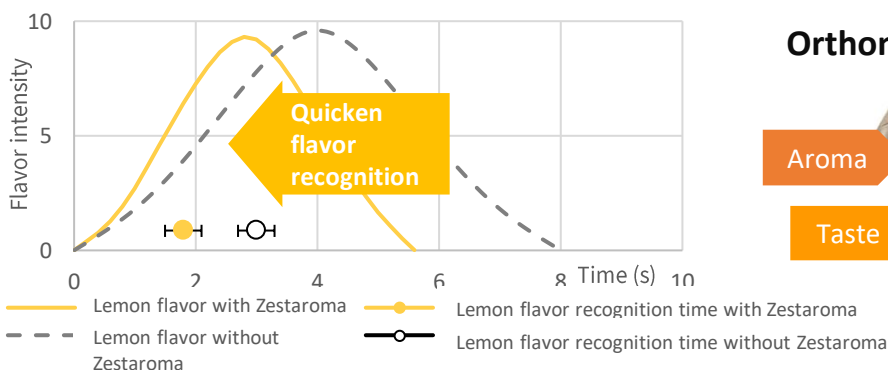 10
Orthor
Flavor intensity
Quicken
flavor
recognition
Aroma
5
Taste
0
0
2
4
6
8
10
Time (s)
Lemon flavor with Zestaroma
Lemon flavor recognition time with Zestaroma
Lemon flavor without
Zestaroma
Lemon flavor recognition time without Zestaroma